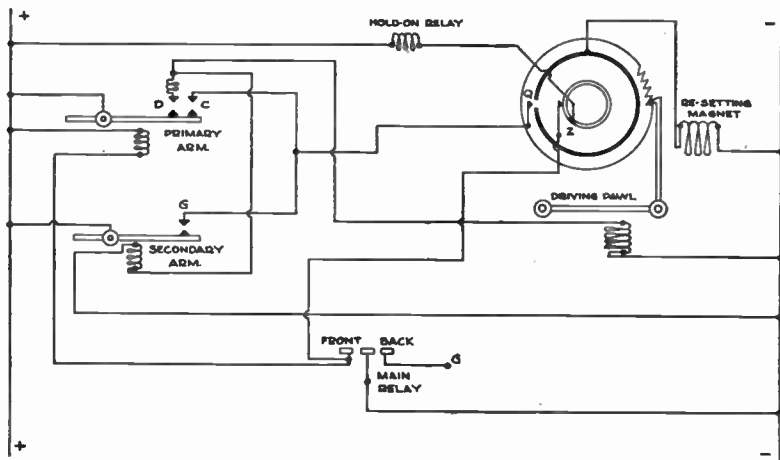 +
HOLD-ON RELAY
−
D C
PRIMARY
ARM.
D
Z
RE-SETTING
MAGNET
G
SECONDARY
ARM.
DRIVING PAWL
FRONT BACK
G
MAIN
RELAY
+
−